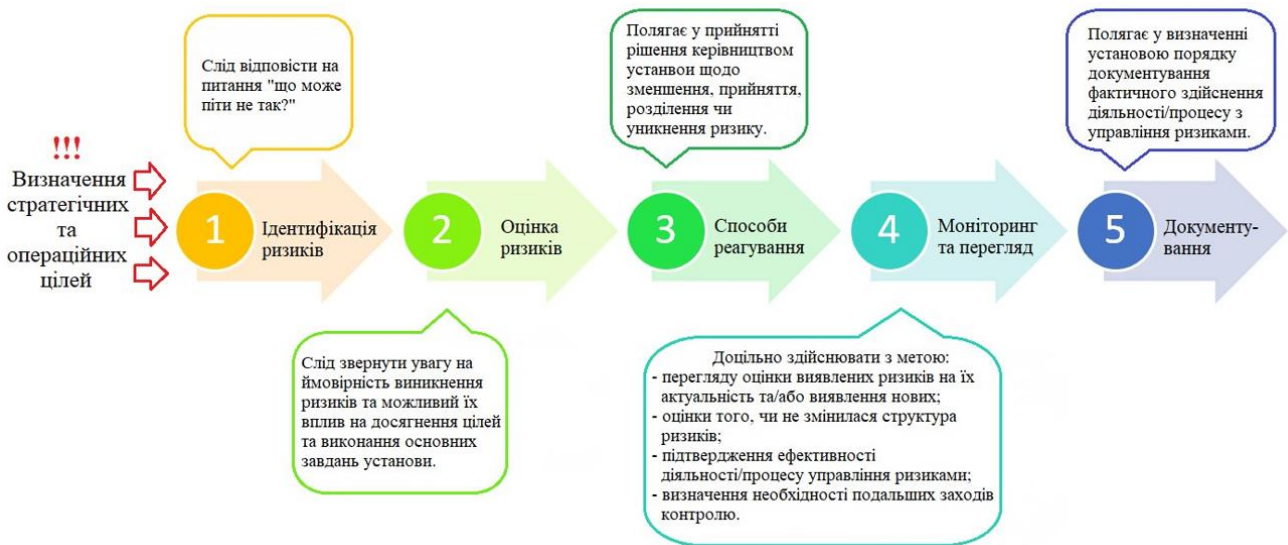 Слід відповісти на
питання "що може
піти не так?"
Полягає у прийнятті
рішення керівництвом
устанвои щодо
зменшення, прийняття,
розділення чи
уникнення ризику.
Полягає у визначенні
установою порядку
документування
фактичного здійснення
діяльності/процесу з
управління ризиками.
!!!
Визначення
стратегічних
та
операційних
цілей
1
Ідентифікація
ризиків
2
Оцінка
ризиків
3
Способи
реагування
4
Моніторинг
та перегляд
5
Документу-
вання
Слід звернути увагу на
ймовірність виникнення
ризиків та можливий їх
вплив на досягнення цілей
та виконання основних
завдань установи.
Доцільно здійснювати з метою:
- перегляду оцінки виявлених ризиків на їх
актуальність та/або виявлення нових;
- оцінки того, чи не змінилася структура
ризиків;
- підтвердження ефективності
діяльності/процесу управління ризиками;
- визначення необхідності подальших заходів
контролю.